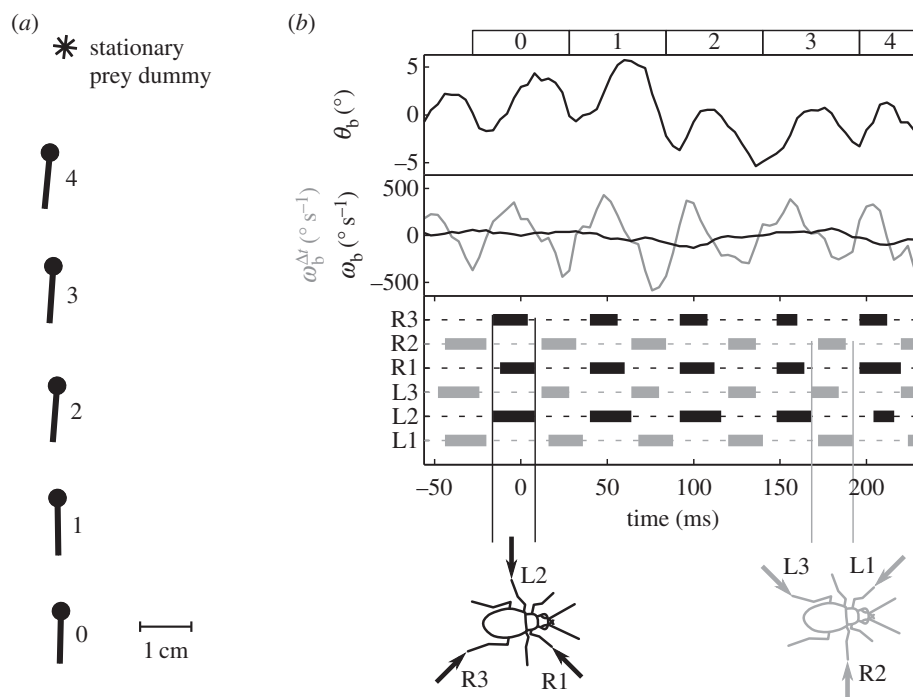 (a)
stationary
prey dummy
4
3
2
1
0
1 cm
(b)
0 1 2 3 4
θb (°)
5
0
−5
ωb^Δt (° s−1)
ωb (° s−1)
500
0
−500
R3
R2
R1
L3
L2
L1
−50 0 50 100 150 200
time (ms)
L2
R3 R1
L3 L1
R2